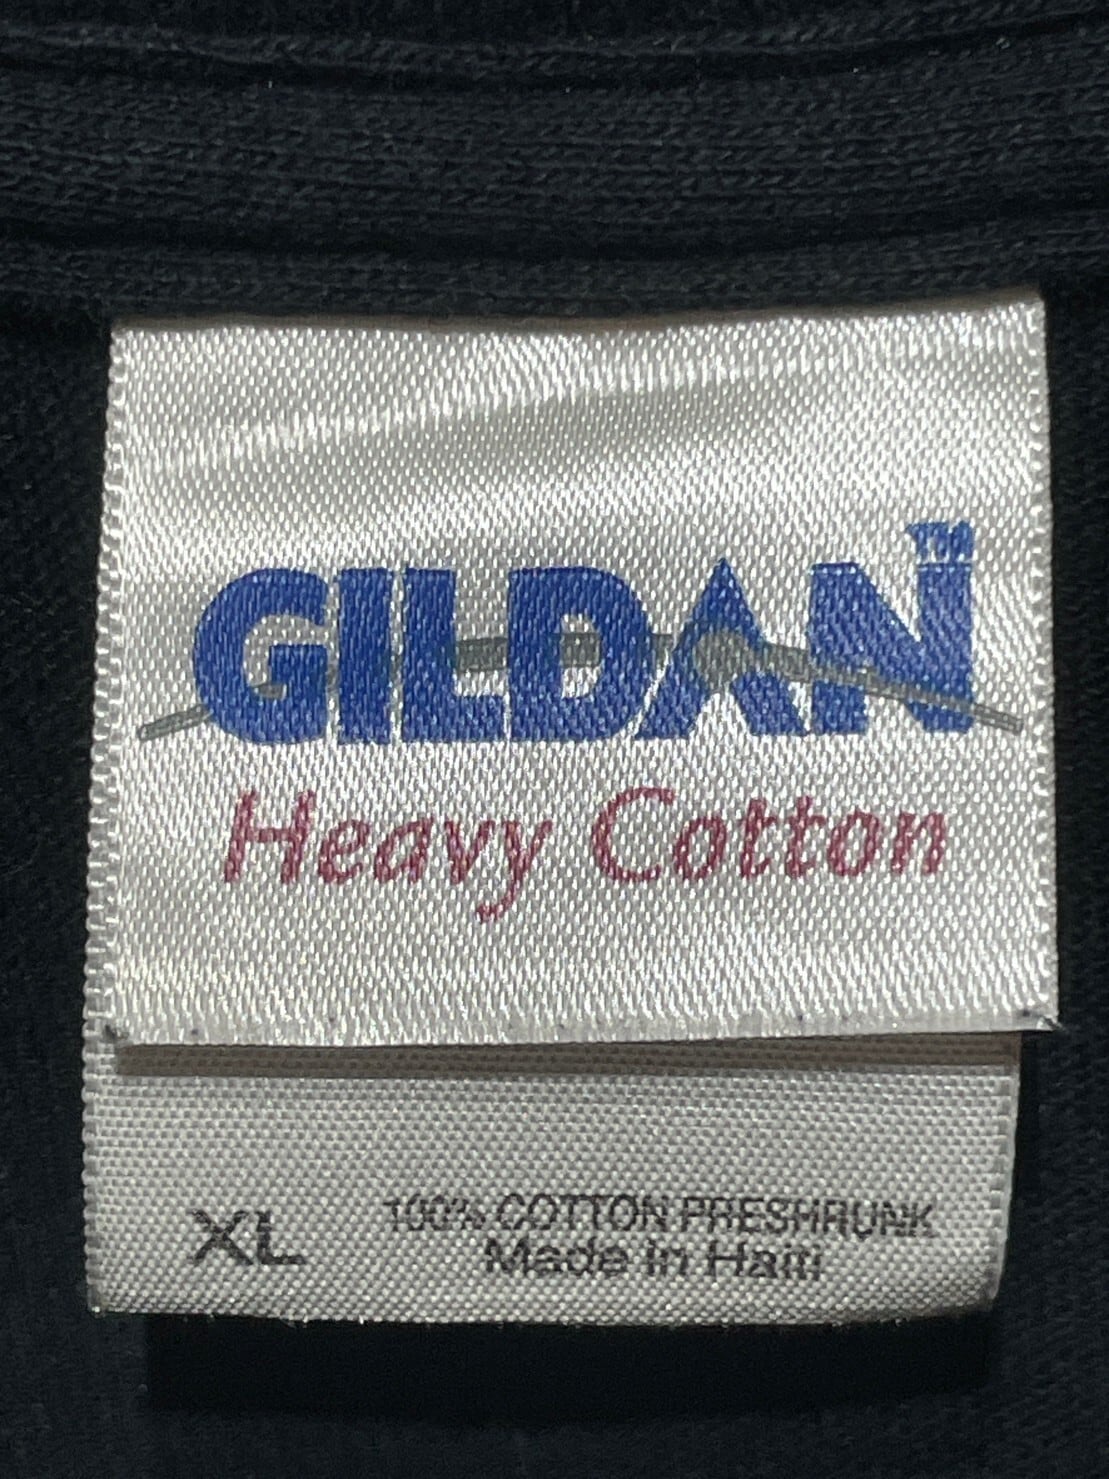 GILDAN™
Heavy Cotton
XL
100% COTTON PRESHRUNK
Made in Haiti